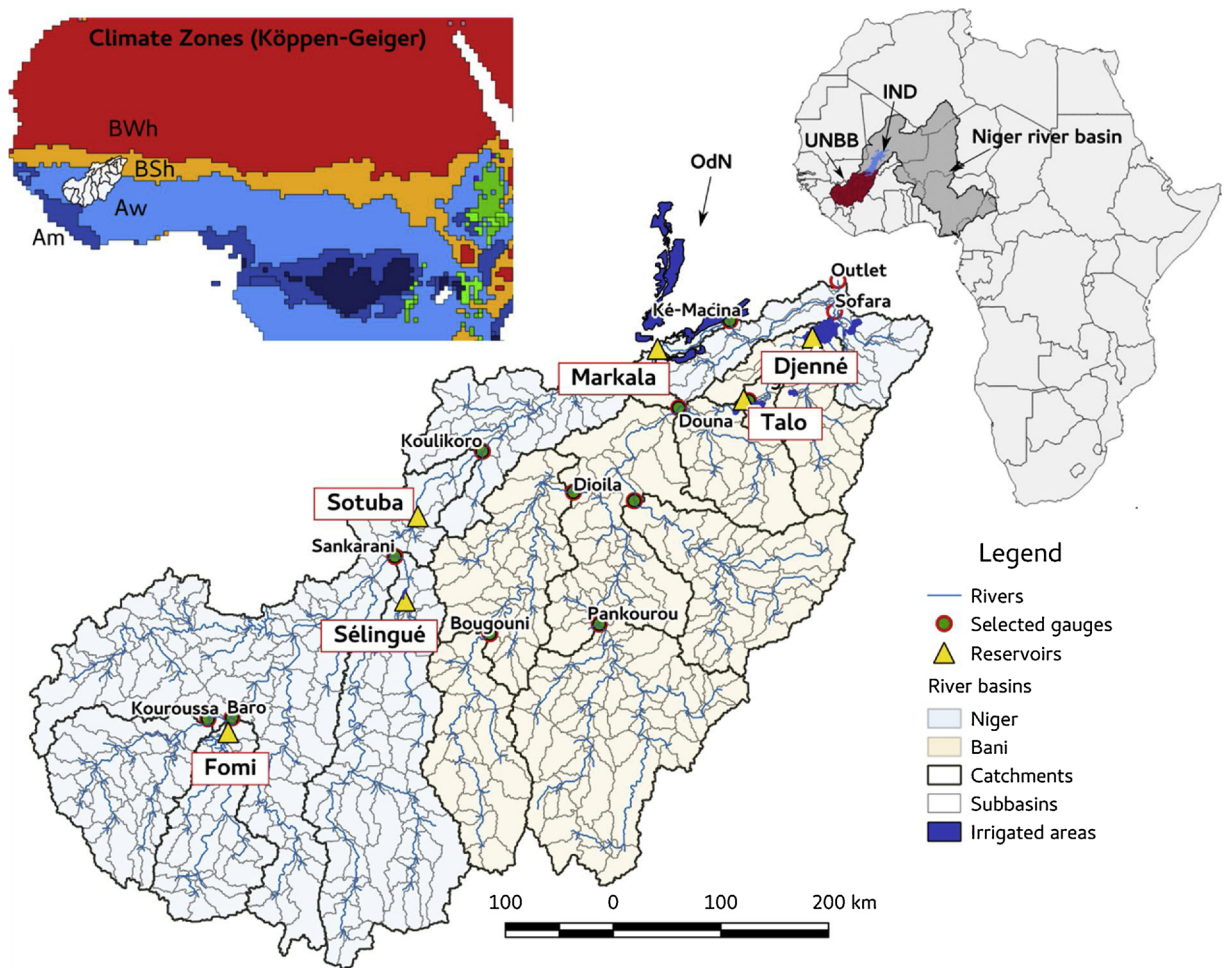 Climate Zones (Köppen-Geiger)
BWh
BSh
Aw
Am
IND
UNBB
Niger river basin
OdN
Outlet
Sofara
Ké-Macina
Markala
Djenné
Douna
Talo
Koulikoro
Dioila
Sotuba
Sankarani
Sélingué
Bougouni
Pankourou
Kouroussa
Baro
Fomi
Legend
Rivers
Selected gauges
Reservoirs
River basins
Niger
Bani
Catchments
Subbasins
Irrigated areas
100 0 100 200 km